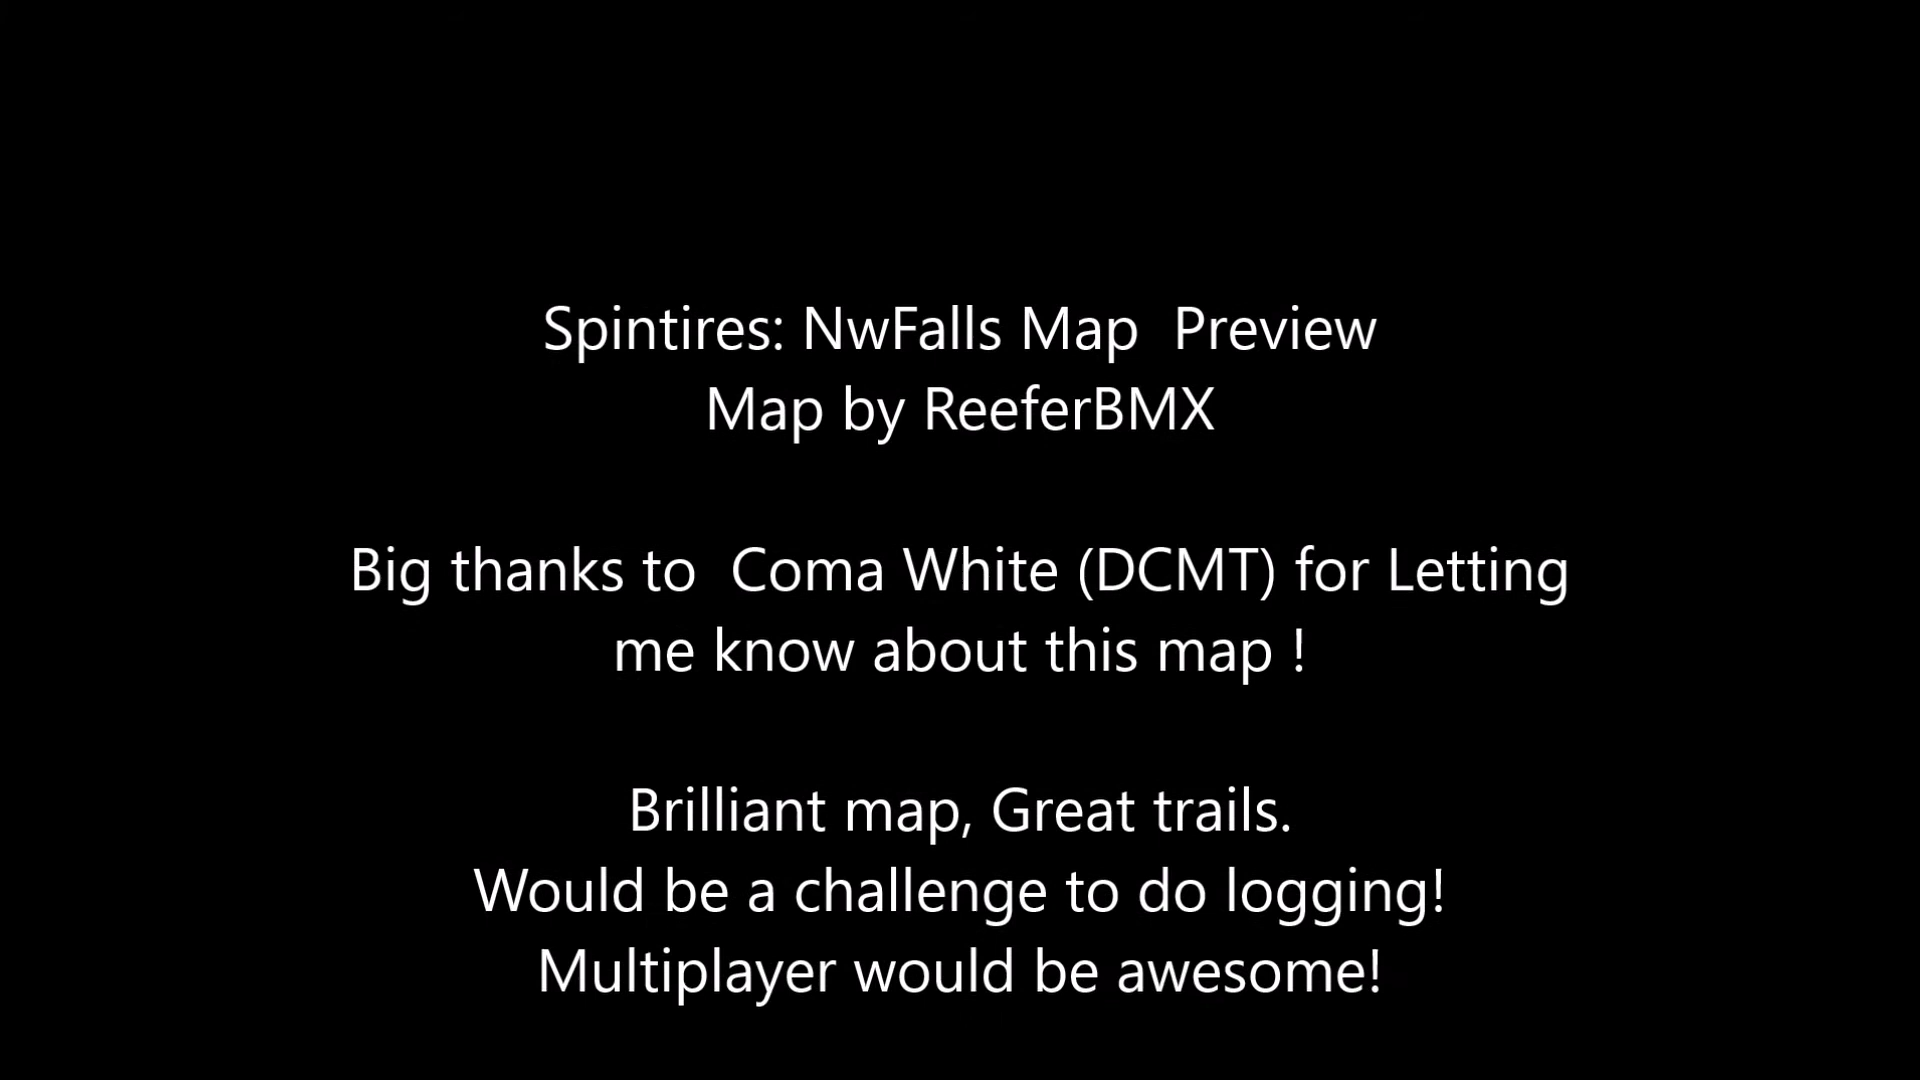 Spintires: NwFalls Map  Preview
Map by ReeferBMX
Big thanks to  Coma White (DCMT) for Letting
me know about this map !
Brilliant map, Great trails.
Would be a challenge to do logging!
Multiplayer would be awesome!